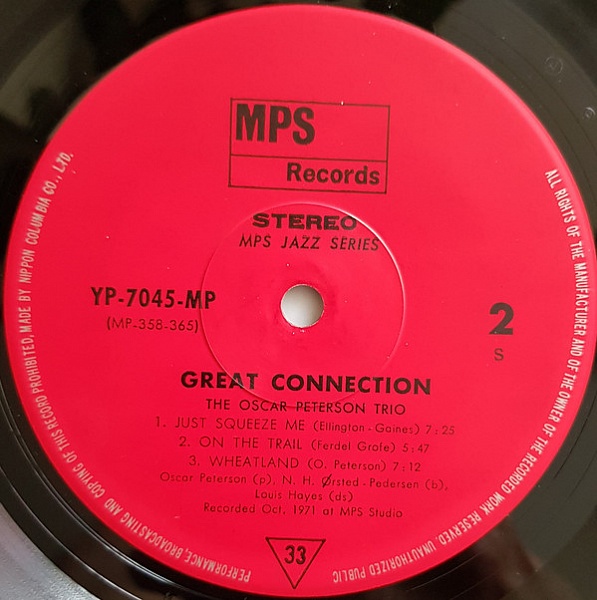 MPS
Records
STEREO
MPS JAZZ SERIES
YP-7045-MP
(MP-358-365)
2
S
GREAT CONNECTION
THE OSCAR PETERSON TRIO
1. JUST SQUEEZE ME (Ellington-Gaines) 7:25
2. ON THE TRAIL (Ferdel Grofe) 5:47
3. WHEATLAND (O. Peterson) 7:12
Oscar Peterson (p), N. H. Ørsted-Pedersen (b),
Louis Hayes (ds)
Recorded Oct, 1971 at MPS Studio
33
ALL RIGHTS OF THE MANUFACTURER AND OF THE OWNER OF THE RECORDED WORK RESERVED. UNAUTHORIZED PUBLIC PERFORMANCE, BROADCASTING AND COPYING OF THIS RECORD PROHIBITED, MADE BY NIPPON COLUMBIA CO., LTD.